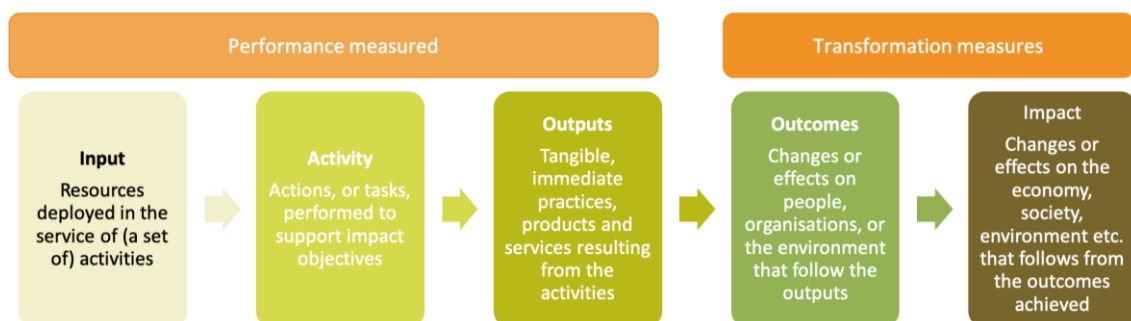 Performance measured
Transformation measures
Input
Resources
deployed in the
service of (a set
of) activities
Activity
Actions, or tasks,
performed to
support impact
objectives
Outputs
Tangible,
immediate
practices,
products and
services resulting
from the
activities
Outcomes
Changes or
effects on
people,
organisations, or
the environment
that follow the
outputs
Impact
Changes or
effects on the
economy,
society,
environment etc.
that follows from
the outcomes
achieved